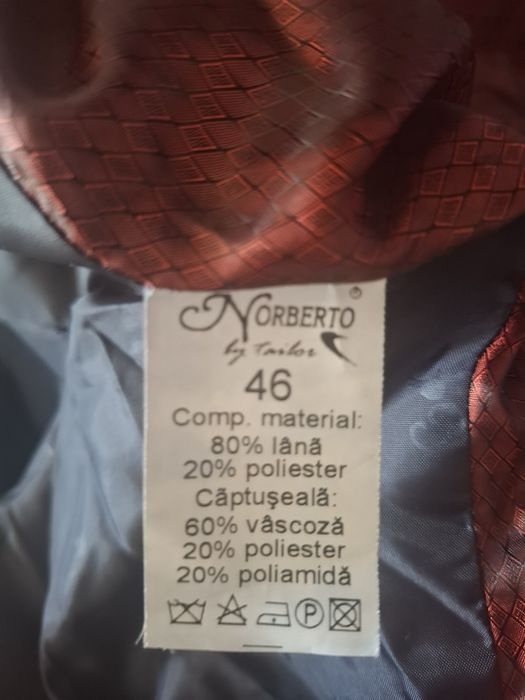 NORBERTO®
by Tailor
46
Comp. material:
80% lână
20% poliester
Căptuşeală:
60% vâscoză
20% poliester
20% poliamidă
P